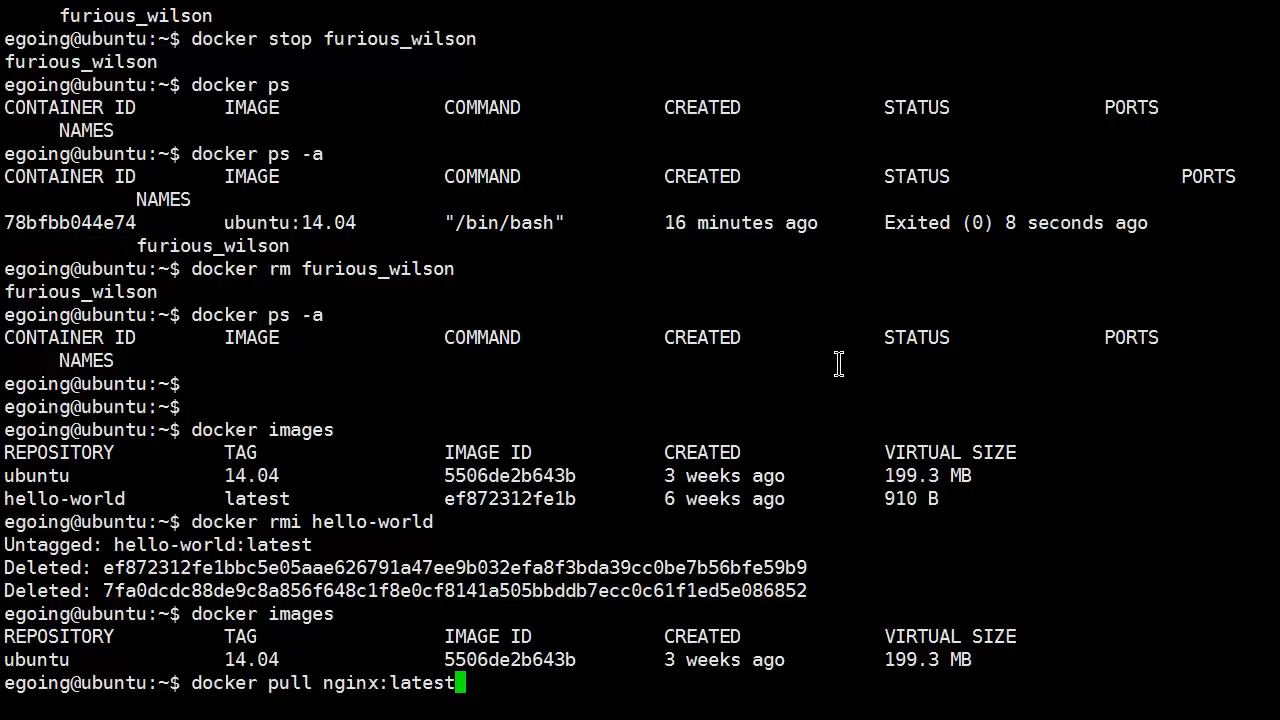 furious_wilson
egoing@ubuntu:~$ docker stop furious_wilson
furious_wilson
egoing@ubuntu:~$ docker ps
CONTAINER ID IMAGE COMMAND CREATED STATUS PORTS
NAMES
egoing@ubuntu:~$ docker ps -a
CONTAINER ID IMAGE COMMAND CREATED STATUS PORTS
NAMES
78bfbb044e74 ubuntu:14.04 "/bin/bash" 16 minutes ago Exited (0) 8 seconds ago
furious_wilson
egoing@ubuntu:~$ docker rm furious_wilson
furious_wilson
egoing@ubuntu:~$ docker ps -a
CONTAINER ID IMAGE COMMAND CREATED STATUS PORTS
NAMES
egoing@ubuntu:~$
egoing@ubuntu:~$
egoing@ubuntu:~$ docker images
REPOSITORY TAG IMAGE ID CREATED VIRTUAL SIZE
ubuntu 14.04 5506de2b643b 3 weeks ago 199.3 MB
hello-world latest ef872312fe1b 6 weeks ago 910 B
egoing@ubuntu:~$ docker rmi hello-world
Untagged: hello-world:latest
Deleted: ef872312fe1bbc5e05aae626791a47ee9b032efa8f3bda39cc0be7b56bfe59b9
Deleted: 7fa0dcdc88de9c8a856f648c1f8e0cf8141a505bbddb7ecc0c61f1ed5e086852
egoing@ubuntu:~$ docker images
REPOSITORY TAG IMAGE ID CREATED VIRTUAL SIZE
ubuntu 14.04 5506de2b643b 3 weeks ago 199.3 MB
egoing@ubuntu:~$ docker pull nginx:latest